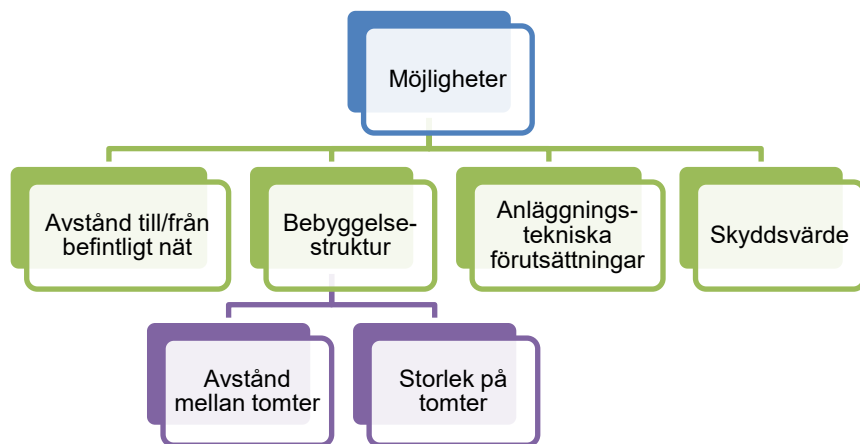 Möjligheter
Avstånd till/från
befintligt nät
Bebyggelse-
struktur
Anläggnings-
tekniska
förutsättningar
Skyddsvärde
Avstånd
mellan tomter
Storlek på
tomter